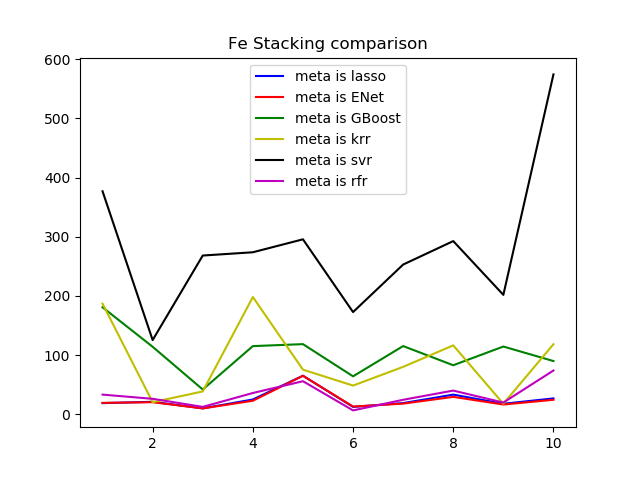 Fe Stacking comparison
600
500
400
300
200
100
0
meta is lasso
meta is ENet
meta is GBoost
meta is krr
meta is svr
meta is rfr
2 4 6 8 10